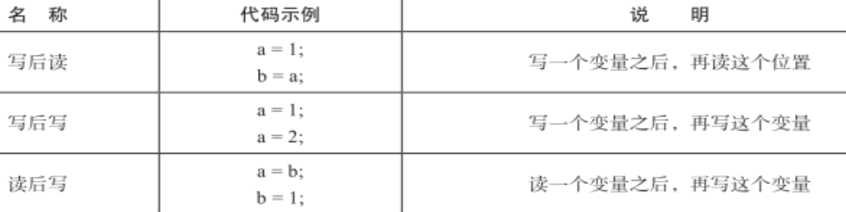 名 称 代码示例 说 明
写后读 a = 1; 写一个变量之后，再读这个位置
b = a;
写后写 a = 1; 写一个变量之后，再写这个变量
a = 2;
读后写 a = b; 读一个变量之后，再写这个变量
b = 1;